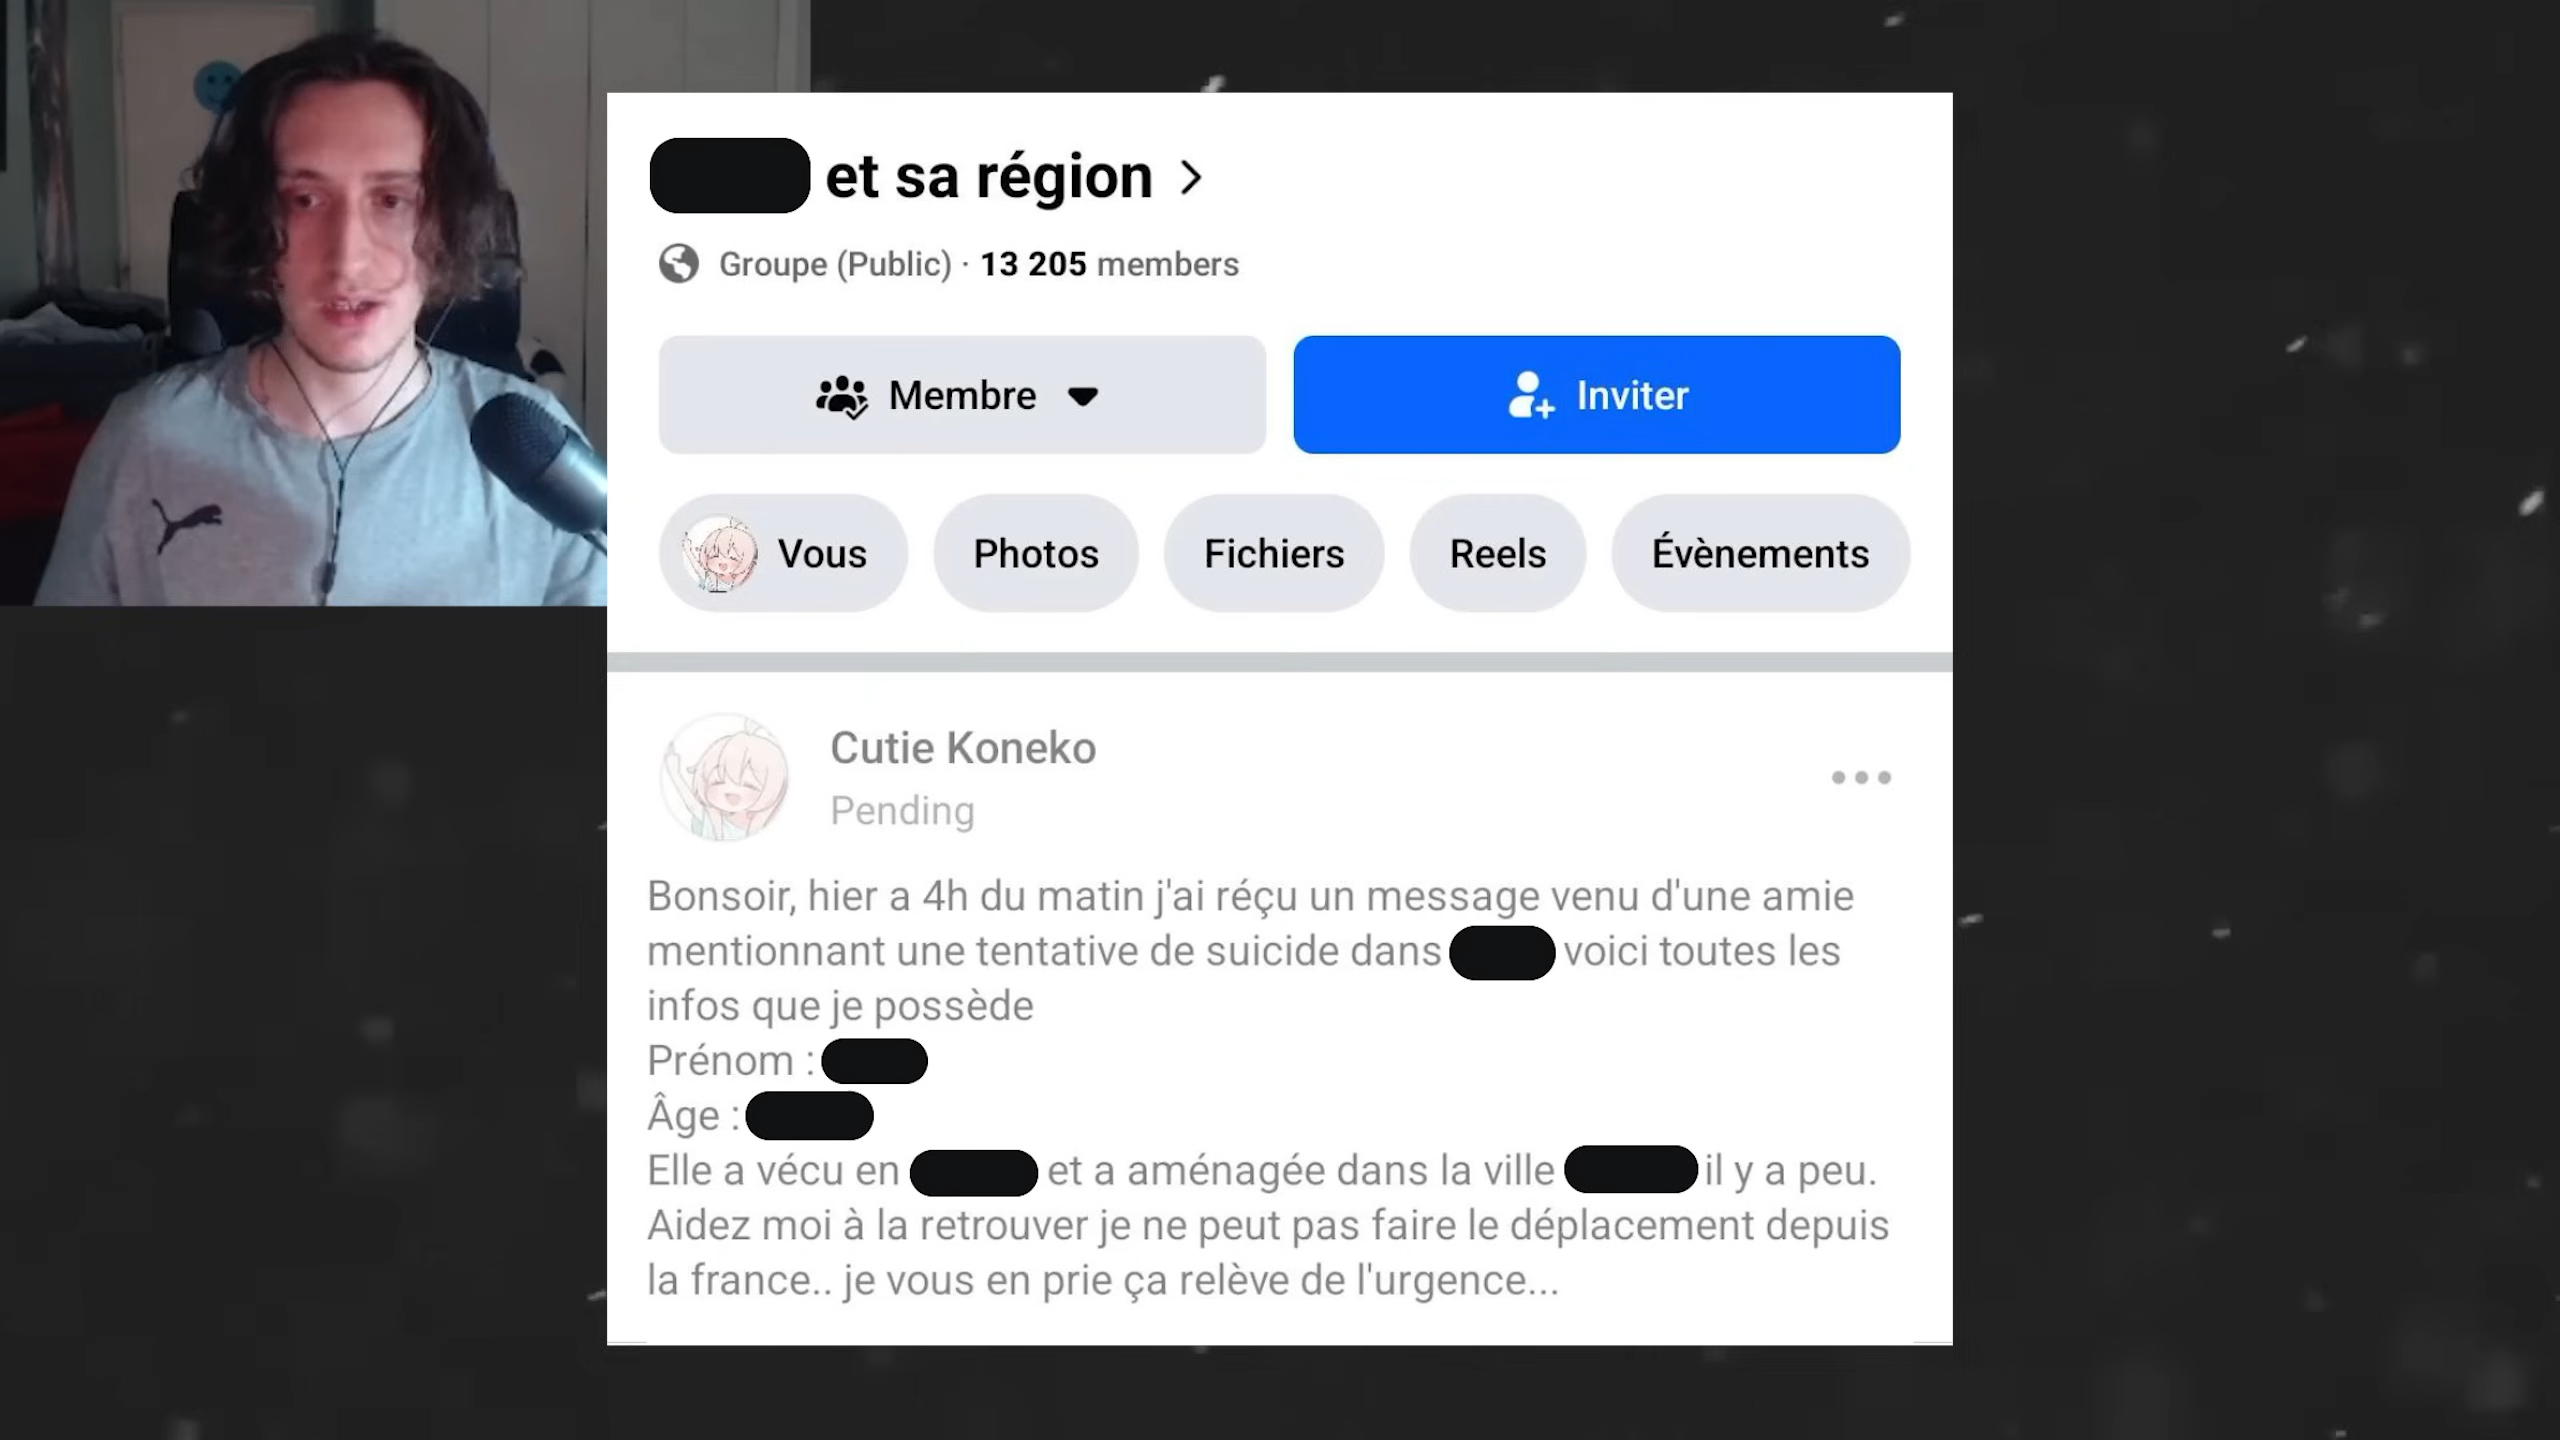 et sa région >
Groupe (Public) · 13 205 members
Membre
Inviter
Vous
Photos
Fichiers
Reels
Évènements
Cutie Koneko
Pending
Bonsoir, hier a 4h du matin j'ai réçu un message venu d'une amie
mentionnant une tentative de suicide dans voici toutes les
infos que je possède
Prénom :
Âge :
Elle a vécu en et a aménagée dans la ville il y a peu.
Aidez moi à la retrouver je ne peut pas faire le déplacement depuis
la france.. je vous en prie ça relève de l'urgence...